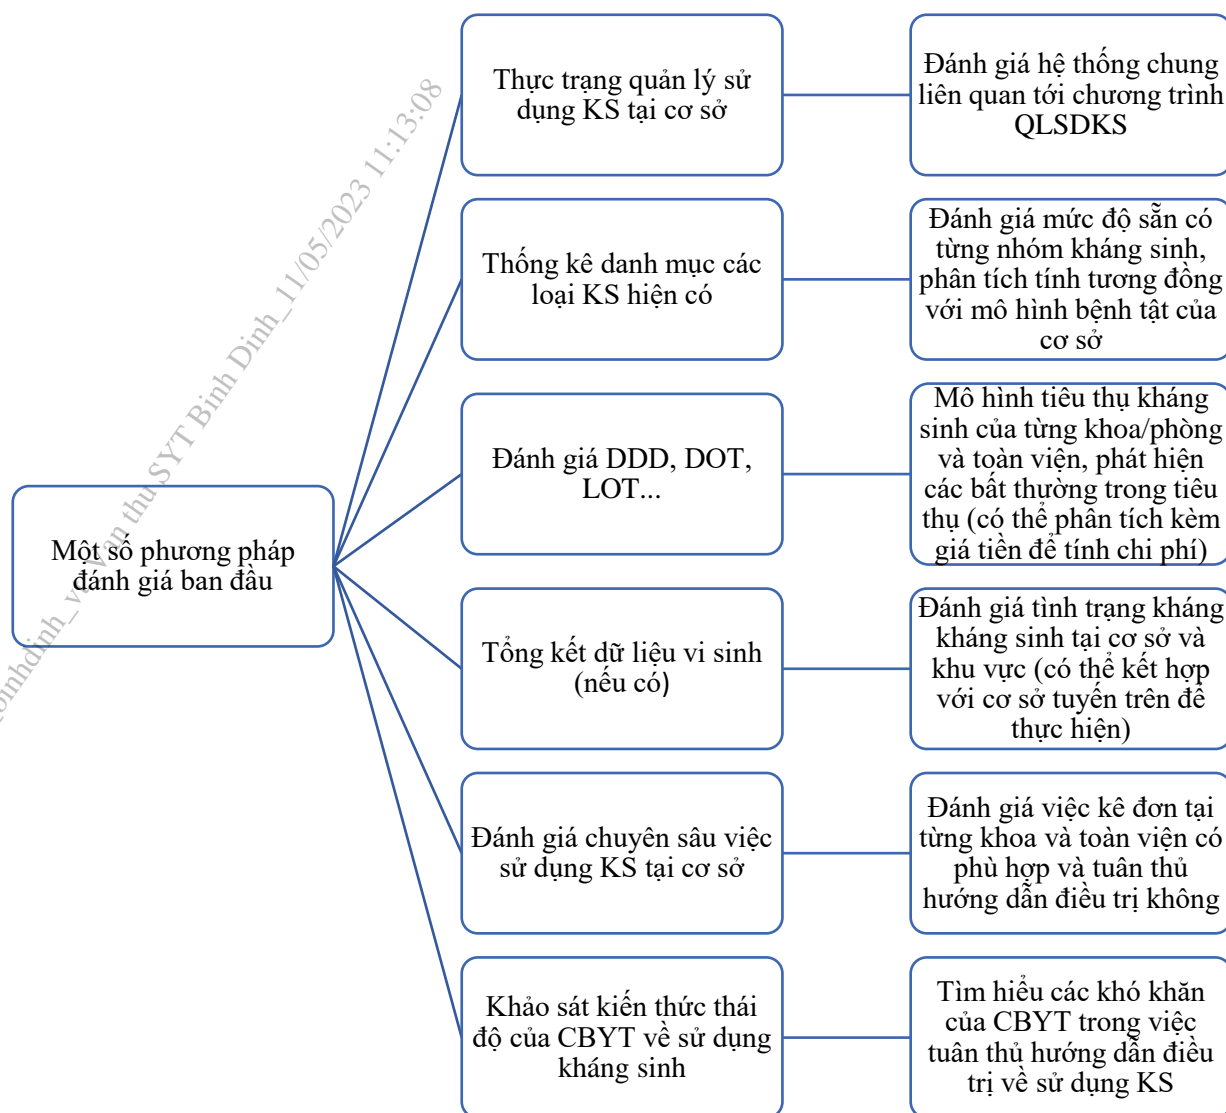 Thực trạng quản lý sử
dụng KS tại cơ sở
Đánh giá hệ thống chung
liên quan tới chương trình
QLSDKS
Thống kê danh mục các
loại KS hiện có
Đánh giá mức độ sẵn có
từng nhóm kháng sinh,
phân tích tính tương đồng
với mô hình bệnh tật của
cơ sở
Đánh giá DDD, DOT,
LOT...
Mô hình tiêu thụ kháng
sinh của từng khoa/phòng
và toàn viện, phát hiện
các bất thường trong tiêu
thụ (có thể phân tích kèm
giá tiền để tính chi phí)
Một số phương pháp
đánh giá ban đầu
Tổng kết dữ liệu vi sinh
(nếu có)
Đánh giá tình trạng kháng
kháng sinh tại cơ sở và
khu vực (có thể kết hợp
với cơ sở tuyến trên để
thực hiện)
Đánh giá chuyên sâu việc
sử dụng KS tại cơ sở
Đánh giá việc kê đơn tại
từng khoa và toàn viện có
phù hợp và tuân thủ
hướng dẫn điều trị không
Khảo sát kiến thức thái
độ của CBYT về sử dụng
kháng sinh
Tìm hiểu các khó khăn
của CBYT trong việc
tuân thủ hướng dẫn điều
trị về sử dụng KS
thu SYT Binh Dinh_11/05/2023 11:13:08